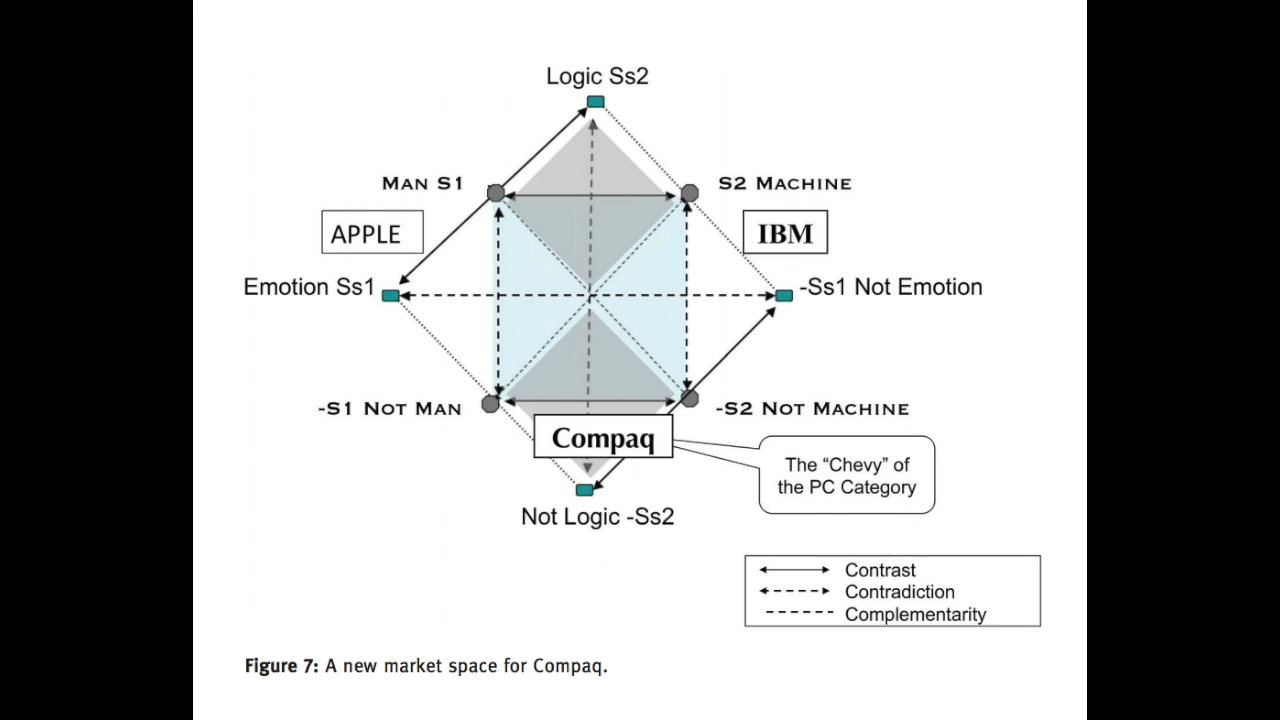 Logic Ss2
MAN S1
S2 MACHINE
APPLE
IBM
Emotion Ss1
-Ss1 Not Emotion
-S1 NOT MAN
-S2 NOT MACHINE
Compaq
The “Chevy” of
the PC Category
Not Logic -Ss2
Contrast
Contradiction
Complementarity
Figure 7: A new market space for Compaq.